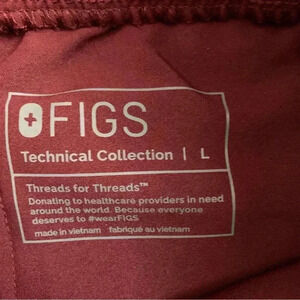 FIGS
Technical Collection | L
Threads for Threads™
Donating to healthcare providers in need
around the world. Because everyone
deserves to #wearFIGS
made in vietnam fabriqué au vietnam